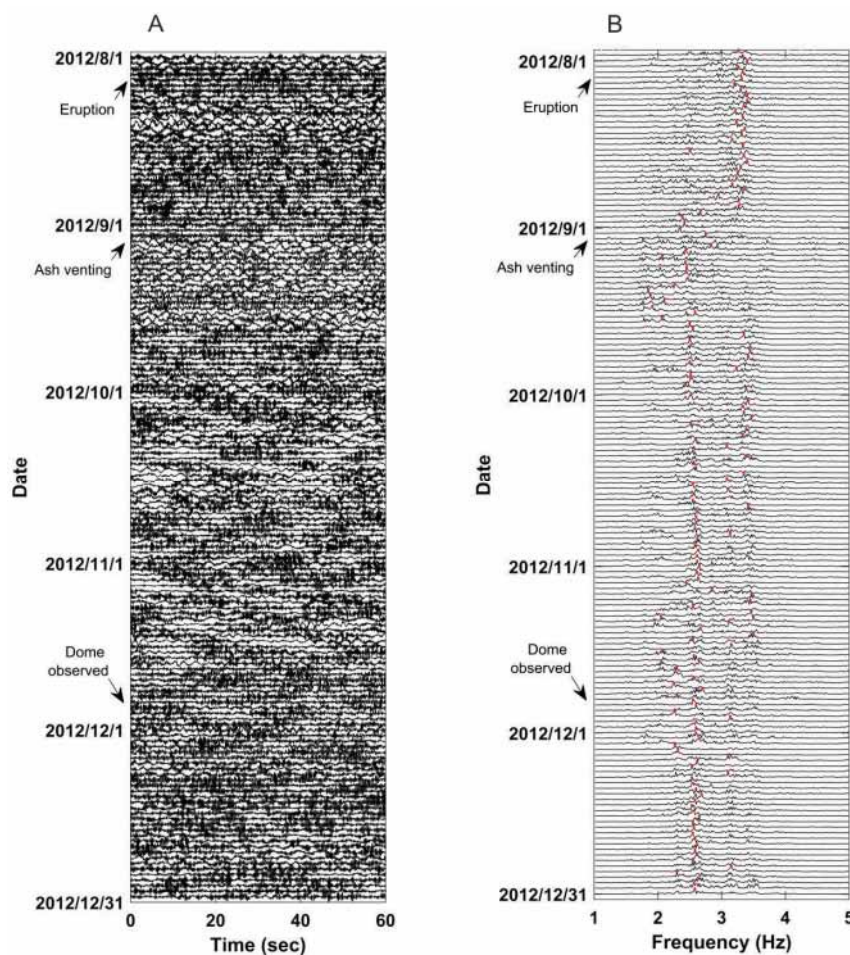 A
2012/8/1
Eruption
2012/9/1
Ash venting
2012/10/1
Date
2012/11/1
Dome
observed
2012/12/1
2012/12/31
0 20 40 60
Time (sec)
B
2012/8/1
Eruption
2012/9/1
Ash venting
2012/10/1
Date
2012/11/1
Dome
observed
2012/12/1
2012/12/31
1 2 3 4 5
Frequency (Hz)